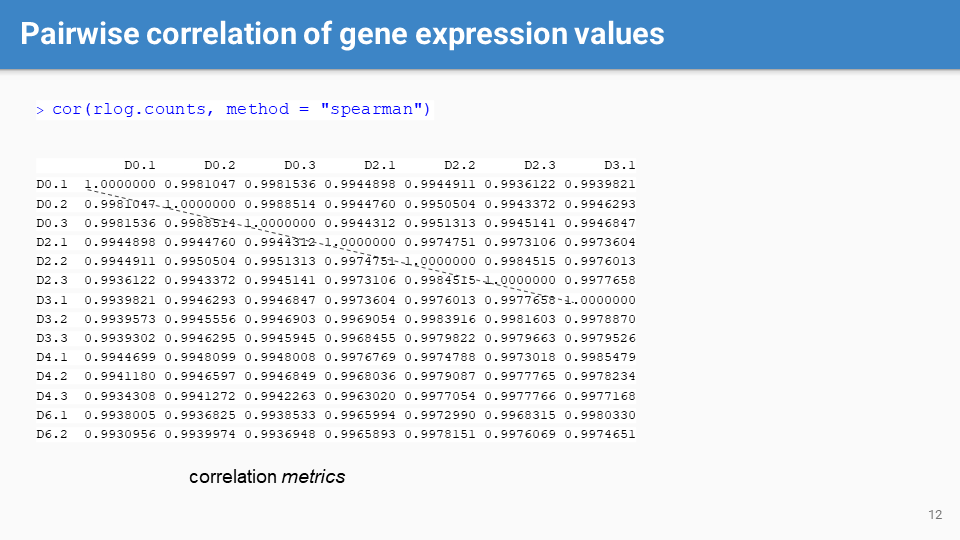 Pairwise correlation of gene expression values
> cor(rlog.counts, method = "spearman")
D0.1 D0.2 D0.3 D2.1 D2.2 D2.3 D3.1
D0.1 1.0000000 0.9981047 0.9981536 0.9944898 0.9944911 0.9936122 0.9939821
D0.2 0.9981047 1.0000000 0.9988514 0.9944760 0.9950504 0.9943372 0.9946293
D0.3 0.9981536 0.9988514 1.0000000 0.9944312 0.9951313 0.9945141 0.9946847
D2.1 0.9944898 0.9944760 0.9944312 1.0000000 0.9974751 0.9973106 0.9973604
D2.2 0.9944911 0.9950504 0.9951313 0.9974751 1.0000000 0.9984515 0.9976013
D2.3 0.9936122 0.9943372 0.9945141 0.9973106 0.9984515 1.0000000 0.9977658
D3.1 0.9939821 0.9946293 0.9946847 0.9973604 0.9976013 0.9977658 1.0000000
D3.2 0.9939573 0.9945556 0.9946903 0.9969054 0.9983916 0.9981603 0.9978870
D3.3 0.9939302 0.9946295 0.9945945 0.9968455 0.9979822 0.9979663 0.9979526
D4.1 0.9944699 0.9948099 0.9948008 0.9976769 0.9974788 0.9973018 0.9985479
D4.2 0.9941180 0.9946597 0.9946849 0.9968036 0.9979087 0.9977765 0.9978234
D4.3 0.9934308 0.9941272 0.9942263 0.9963020 0.9977054 0.9977766 0.9977168
D6.1 0.9938005 0.9936825 0.9938533 0.9965994 0.9972990 0.9968315 0.9980330
D6.2 0.9930956 0.9939974 0.9936948 0.9965893 0.9978151 0.9976069 0.9974651
correlation metrics
12